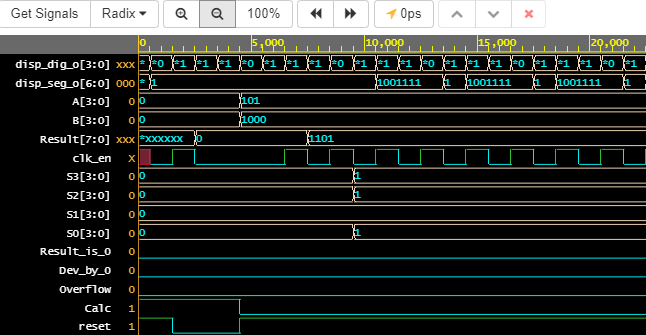 Get Signals Radix 100% 0ps
0 5,000 10,000 15,000 20,000
disp_dig_o[3:0] xxx * *0 *1 *1 *1 *0 *1 *1 *1 *0 *1 *1 *1 *1 *1 *1 *1 *1 *1 *1 *1 *1
disp_seg_o[6:0] 000 * 1 1001111 1 1001111 1 1001111 1
A[3:0] 0 0 101
B[3:0] 0 0 1000
Result[7:0] xxx *xxxxxx 0 1101
clk_en X
S3[3:0] 0 0 1
S2[3:0] 0 0 1
S1[3:0] 0 0
S0[3:0] 0 0 1
Result_is_0 0
Dev_by_0 0
Overflow 0
Calc 1
reset 1